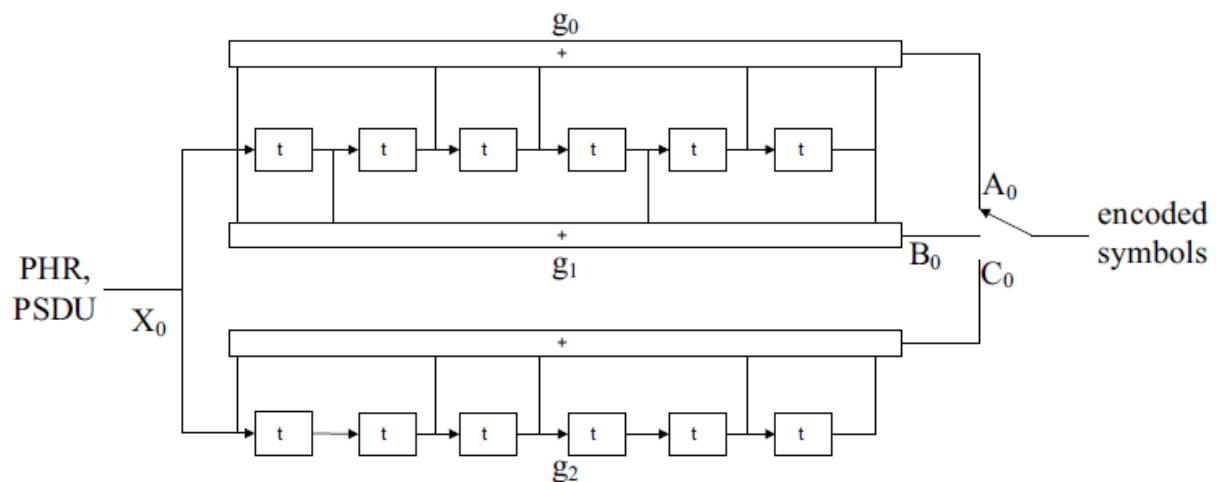 g₀
+
t t t t t t
A₀
encoded
symbols
+
B₀
g₁
C₀
PHR,
PSDU
X₀
+
t t t t t t
g₂